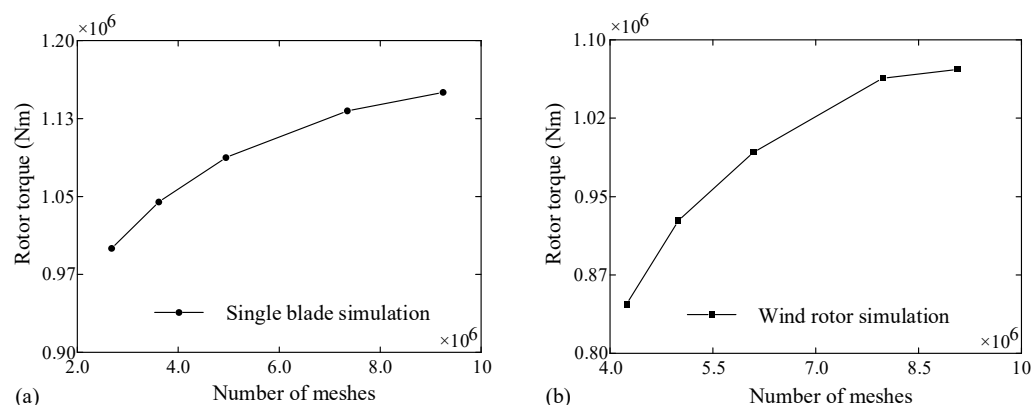 ×10⁶
1.20
1.13
1.05
0.97
0.90
Rotor torque (Nm)
Single blade simulation
×10⁶
2.0 4.0 6.0 8.0 10
(a) Number of meshes
×10⁶
1.10
1.02
0.95
0.87
0.80
Rotor torque (Nm)
Wind rotor simulation
×10⁶
10 5.5 7.0 8.5 10
(b) Number of meshes